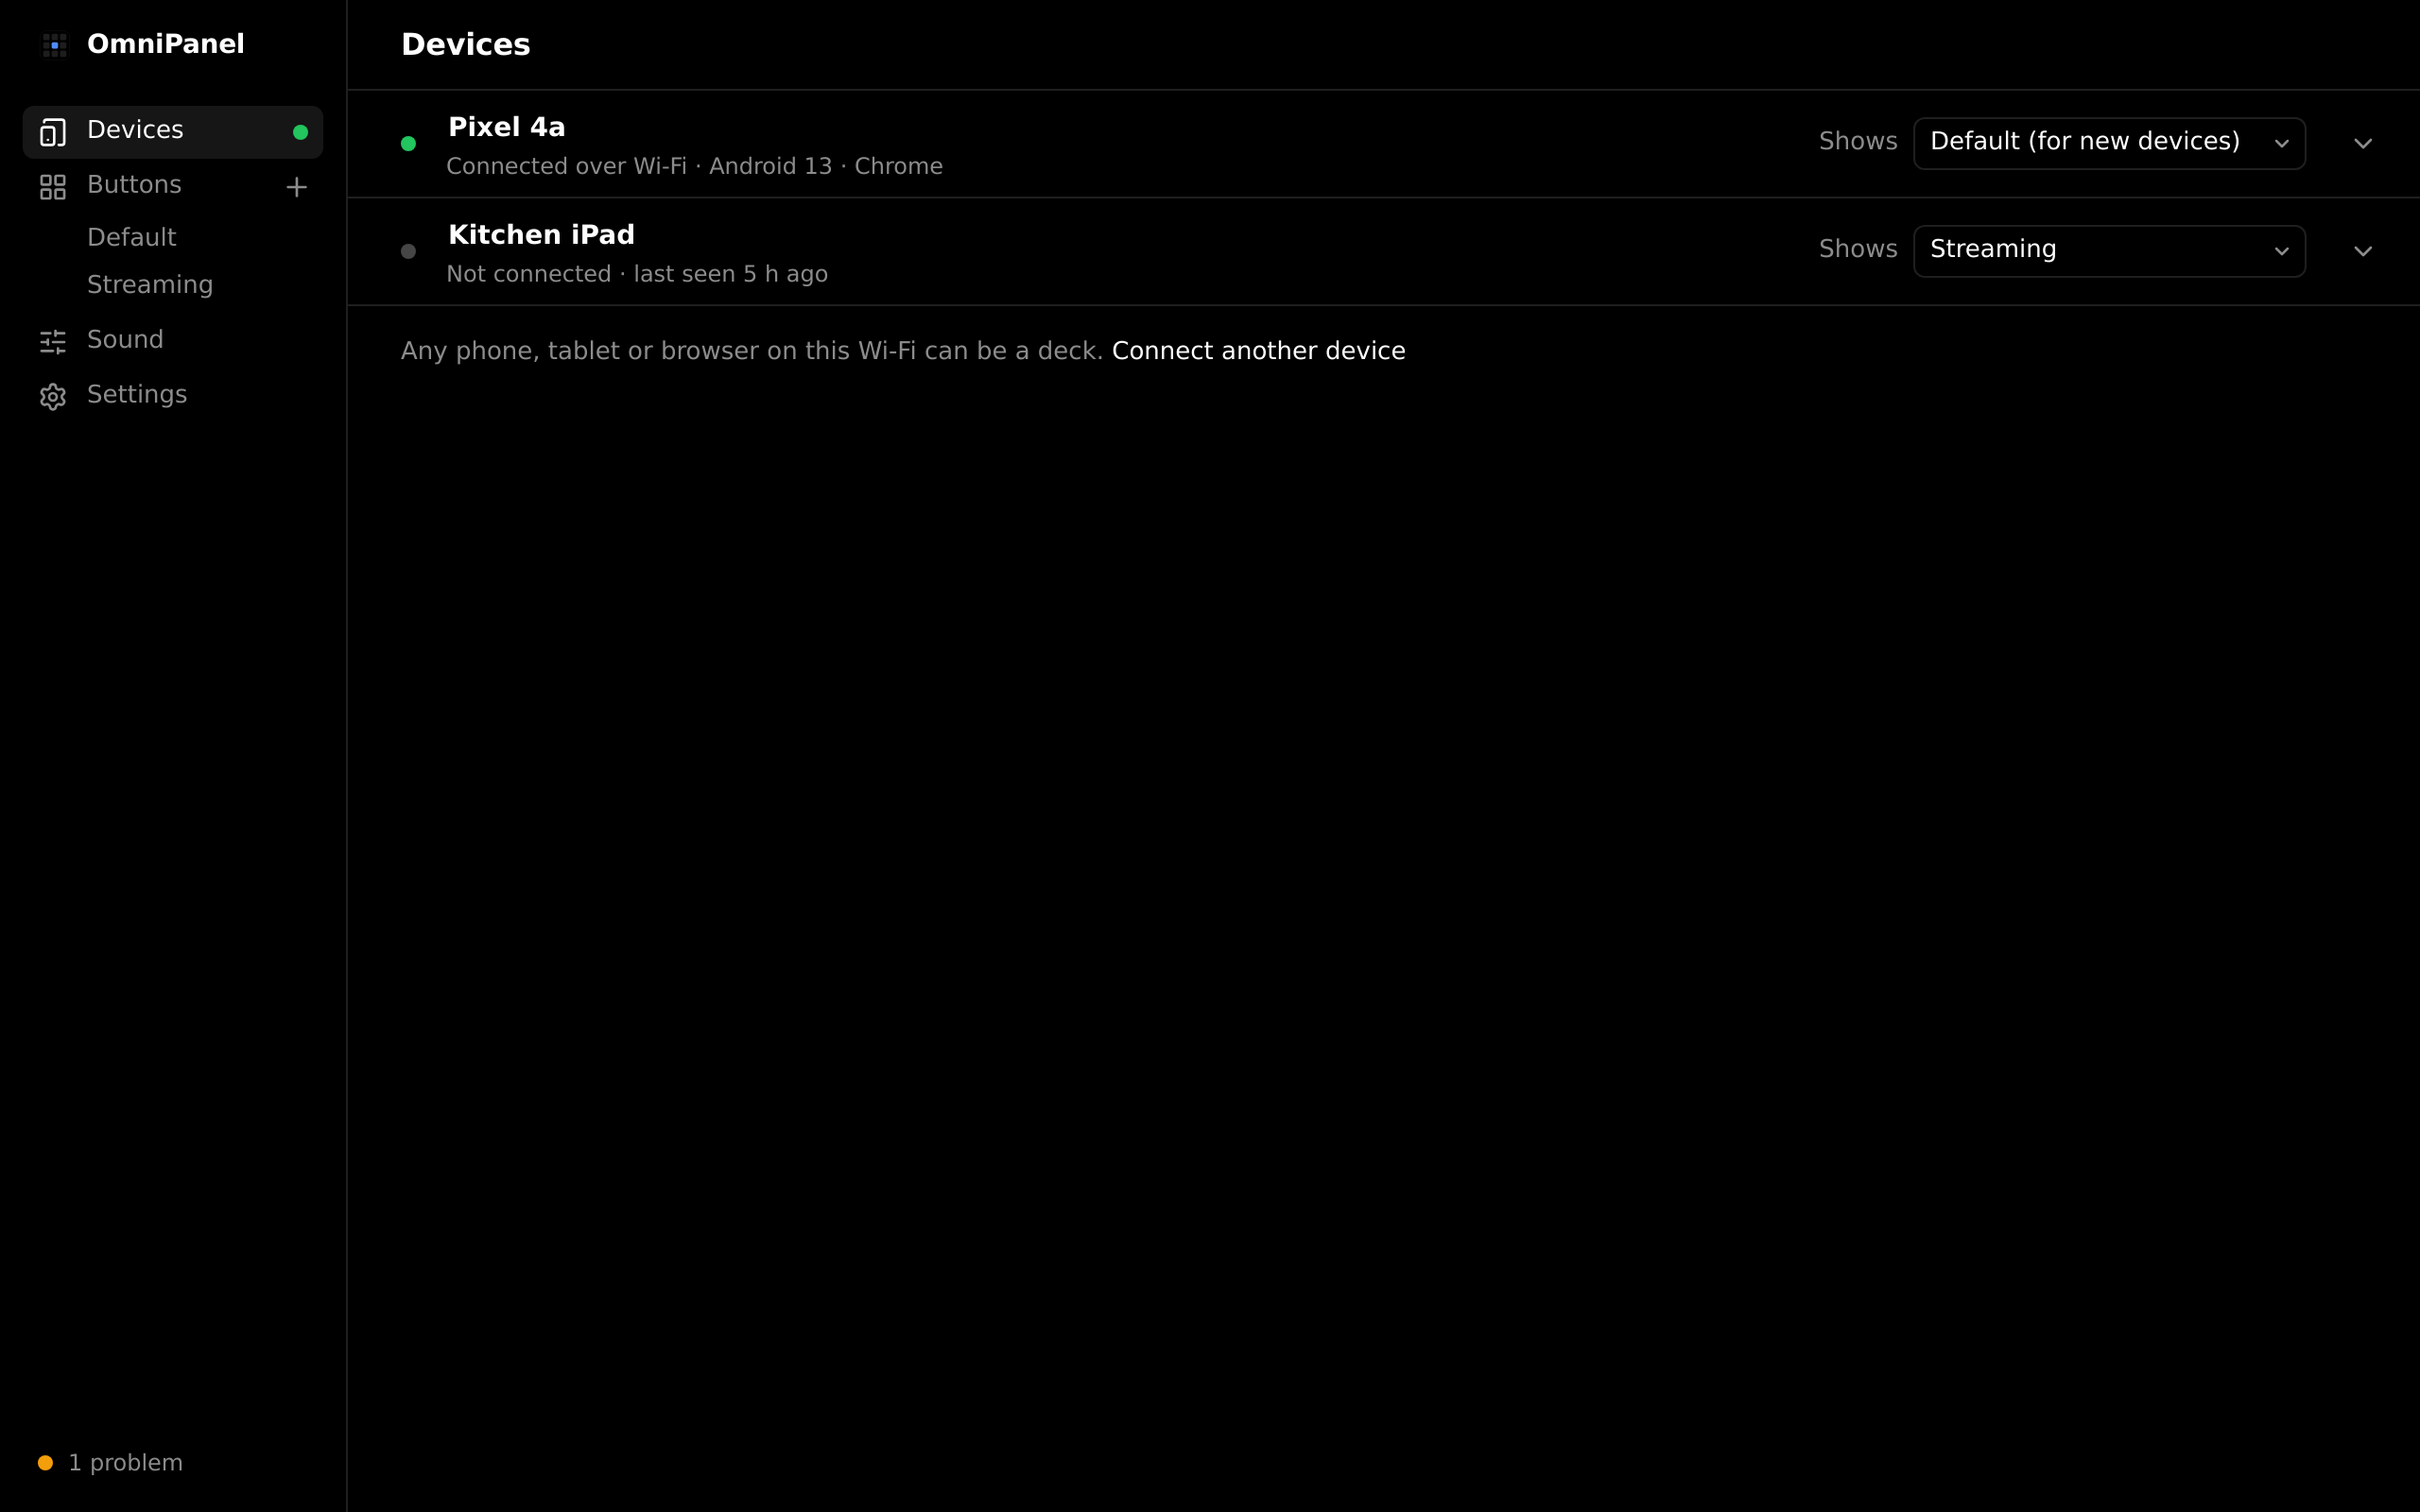 OmniPanel
Devices
Buttons
Default
Streaming
Sound
Settings
1 problem
Devices
Pixel 4a
Connected over Wi-Fi · Android 13 · Chrome
Shows
Default (for new devices)
Kitchen iPad
Not connected · last seen 5 h ago
Shows
Streaming
Any phone, tablet or browser on this Wi-Fi can be a deck. Connect another device